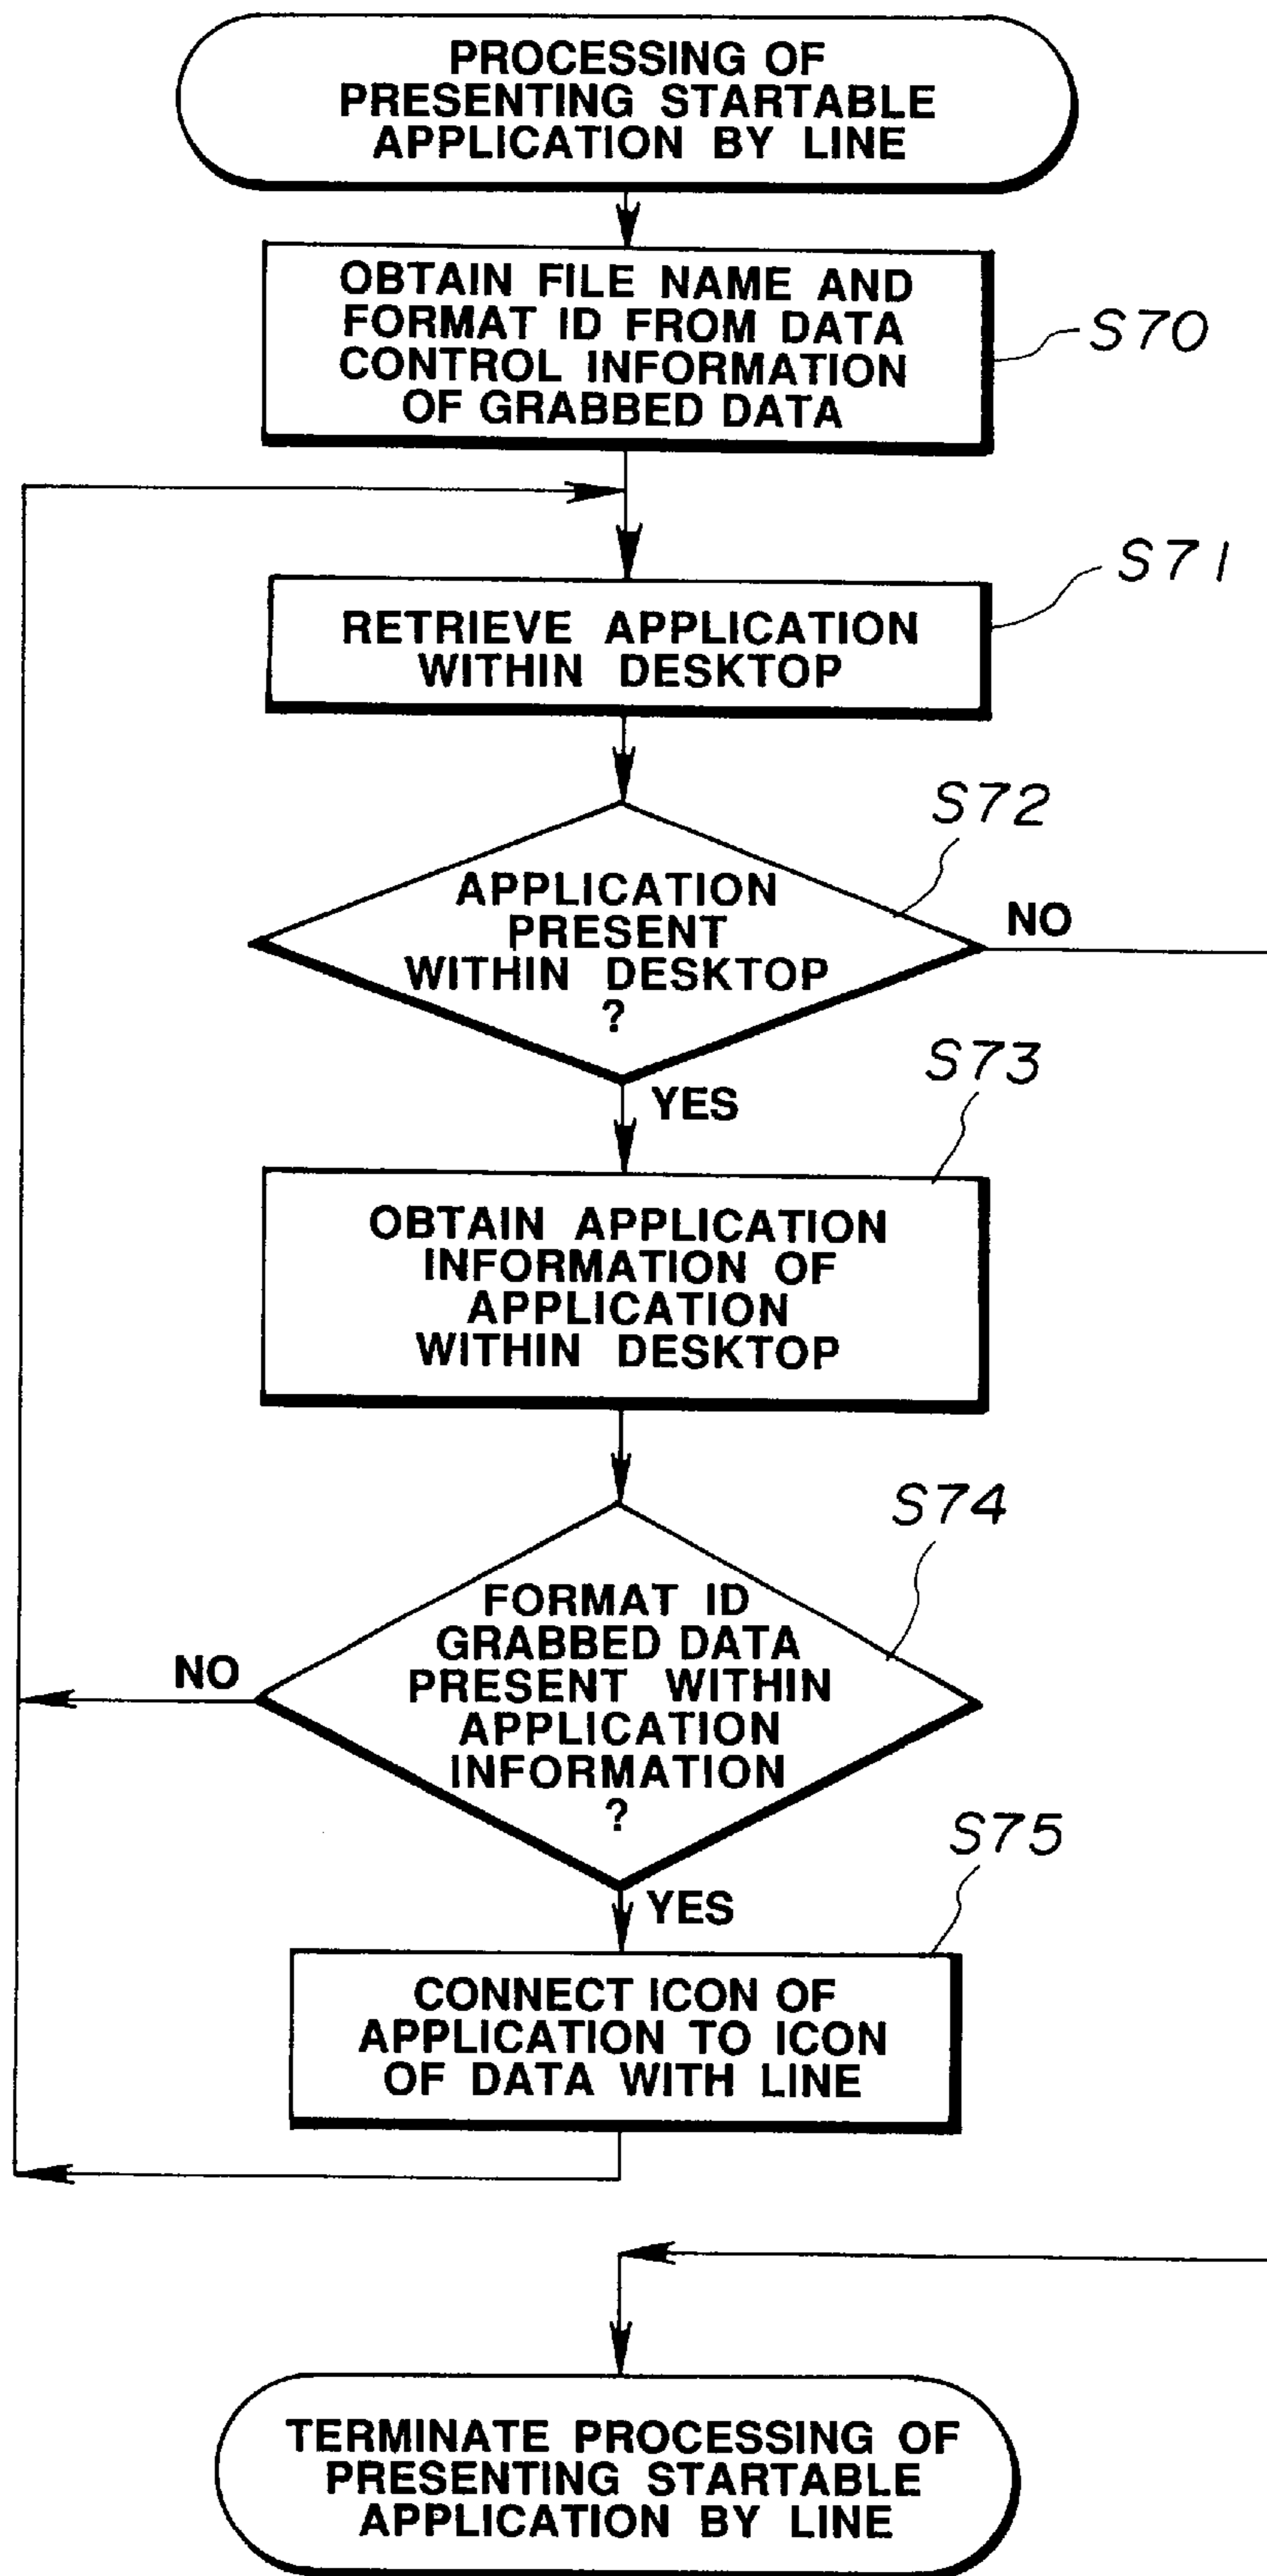 PROCESSING OF
PRESENTING STARTABLE
APPLICATION BY LINE
OBTAIN FILE NAME AND
FORMAT ID FROM DATA
CONTROL INFORMATION
OF GRABBED DATA
S70
S71
RETRIEVE APPLICATION
WITHIN DESKTOP
S72
APPLICATION
PRESENT
WITHIN DESKTOP
?
NO
YES
S73
OBTAIN APPLICATION
INFORMATION OF
APPLICATION
WITHIN DESKTOP
S74
FORMAT ID
GRABBED DATA
PRESENT WITHIN
APPLICATION
INFORMATION
?
NO
YES
S75
CONNECT ICON OF
APPLICATION TO ICON
OF DATA WITH LINE
TERMINATE PROCESSING OF
PRESENTING STARTABLE
APPLICATION BY LINE